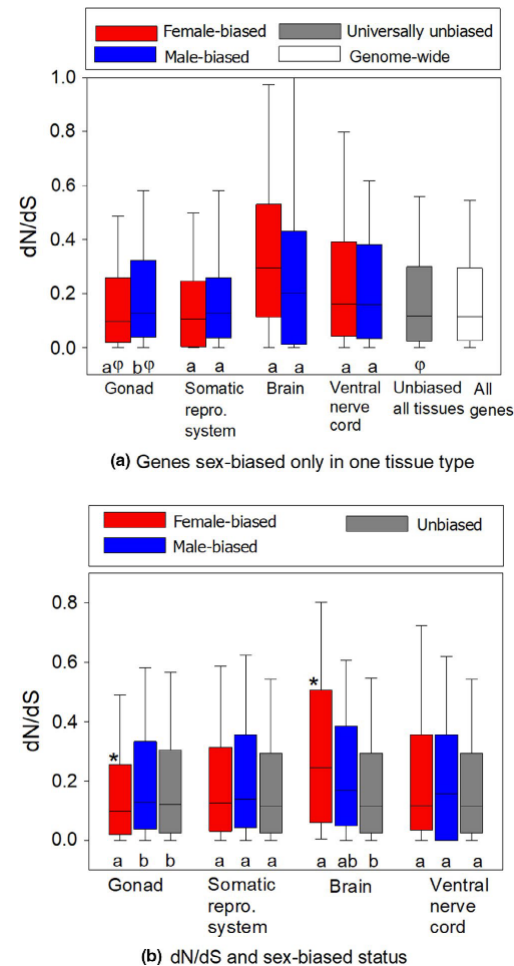 Female-biased Universally unbiased
Male-biased Genome-wide
dN/dS
1.0
0.8
0.6
0.4
0.2
0.0
aφ bφ a a a a a a φ
Gonad Somatic repro. system Brain Ventral nerve cord Unbiased all tissues All genes
(a) Genes sex-biased only in one tissue type
Female-biased Unbiased
Male-biased
dN/dS
0.8
0.6
0.4
0.2
0.0
* *
a b b a a a a ab b a a a
Gonad Somatic repro. system Brain Ventral nerve cord
(b) dN/dS and sex-biased status